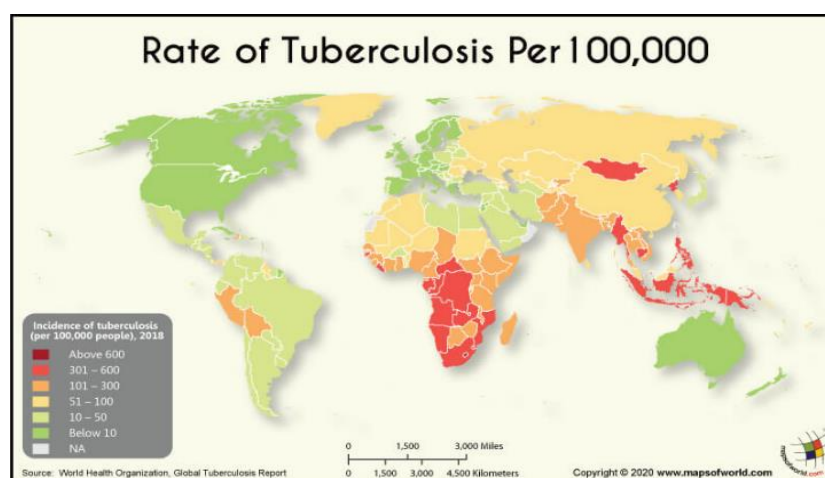 Rate of Tuberculosis Per 100,000
Incidence of tuberculosis
(per 100,000 people), 2018
Above 600
301 – 600
101 – 300
51 – 100
10 – 50
Below 10
NA
0 1,500 3,000 Miles
0 1,500 3,000 4,500 Kilometers
Source: World Health Organization, Global Tuberculosis Report
Copyright © 2020 www.mapsofworld.com
mapsofworld.com